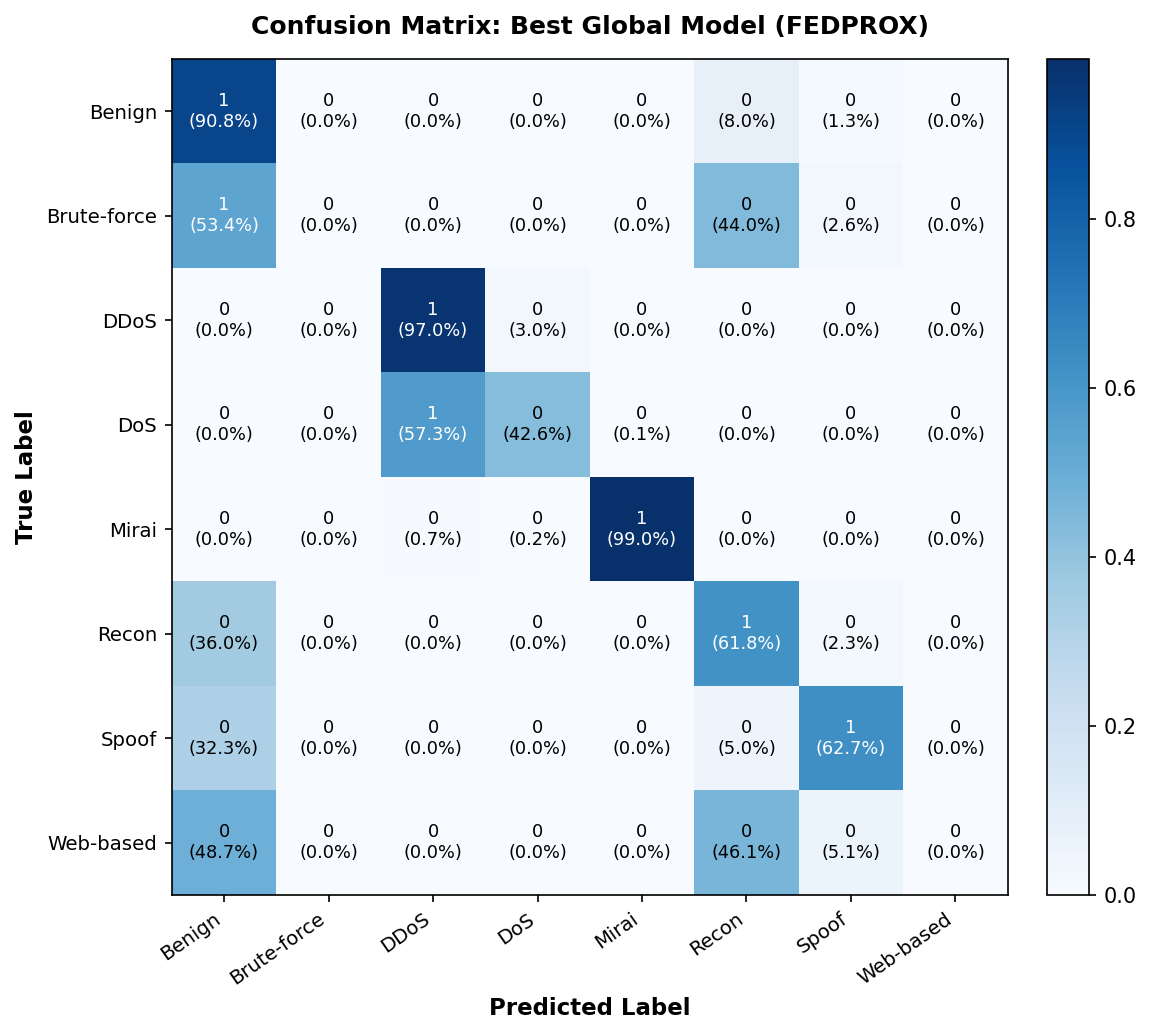 Confusion Matrix: Best Global Model (FEDPROX)
Benign
1 0 0 0 0 0 0 0
(90.8%) (0.0%) (0.0%) (0.0%) (0.0%) (8.0%) (1.3%) (0.0%)
Brute-force
1 0 0 0 0 0 0 0
(53.4%) (0.0%) (0.0%) (0.0%) (0.0%) (44.0%) (2.6%) (0.0%)
DDoS
0 0 1 0 0 0 0 0
(0.0%) (0.0%) (97.0%) (3.0%) (0.0%) (0.0%) (0.0%) (0.0%)
DoS
0 0 1 0 0 0 0 0
(0.0%) (0.0%) (57.3%) (42.6%) (0.1%) (0.0%) (0.0%) (0.0%)
Mirai
0 0 0 0 1 0 0 0
(0.0%) (0.0%) (0.7%) (0.2%) (99.0%) (0.0%) (0.0%) (0.0%)
Recon
0 0 0 0 0 1 0 0
(36.0%) (0.0%) (0.0%) (0.0%) (0.0%) (61.8%) (2.3%) (0.0%)
Spoof
0 0 0 0 0 0 1 0
(32.3%) (0.0%) (0.0%) (0.0%) (0.0%) (5.0%) (62.7%) (0.0%)
Web-based
0 0 0 0 0 0 0 0
(48.7%) (0.0%) (0.0%) (0.0%) (0.0%) (46.1%) (5.1%) (0.0%)
True Label
Benign
Brute-force
DDoS
DoS
Mirai
Recon
Spoof
Web-based
Predicted Label
0.8
0.6
0.4
0.2
0.0